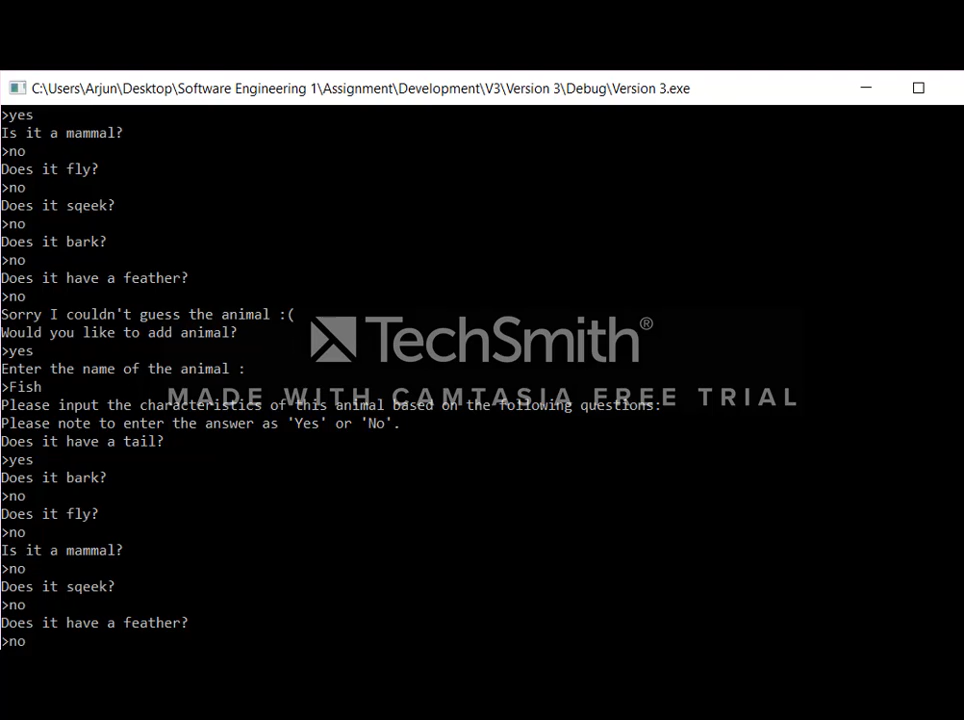 C:\Users\Arjun\Desktop\Software Engineering 1\Assignment\Development\V3\Version 3\Debug\Version 3.exe
>yes
Is it a mammal?
>no
Does it fly?
>no
Does it sqeek?
>no
Does it bark?
>no
Does it have a feather?
>no
Sorry I couldn't guess the animal :(
Would you like to add animal?
>yes
Enter the name of the animal :
>Fish
Please input the characteristics of this animal based on the following questions:
Please note to enter the answer as 'Yes' or 'No'.
Does it have a tail?
>yes
Does it bark?
>no
Does it fly?
>no
Is it a mammal?
>no
Does it sqeek?
>no
Does it have a feather?
>no
TechSmith®
MADE WITH CAMTASIA FREE TRIAL